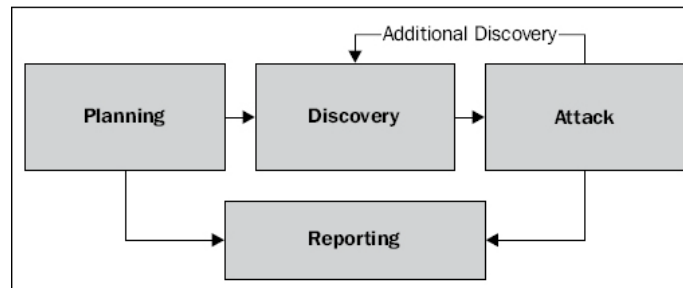 Additional Discovery
Planning
Discovery
Attack
Reporting